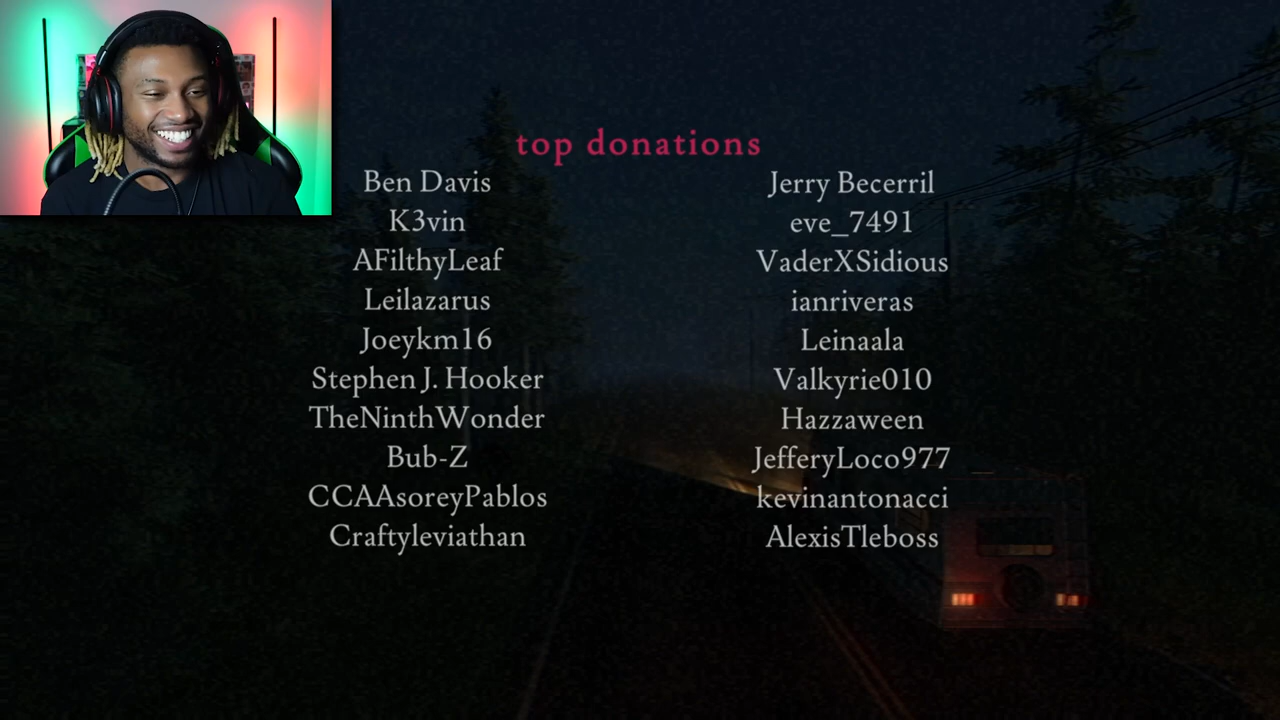 top donations
Ben Davis
K3vin
AFilthyLeaf
Leilazarus
Joeykm16
Stephen J. Hooker
TheNinthWonder
Bub-Z
CCAAsoreyPablos
Craftyleviathan
Jerry Becerril
eve_7491
VaderXSidious
ianriveras
Leinaala
Valkyrie010
Hazzaween
JefferyLoco977
kevinantonacci
AlexisTleboss